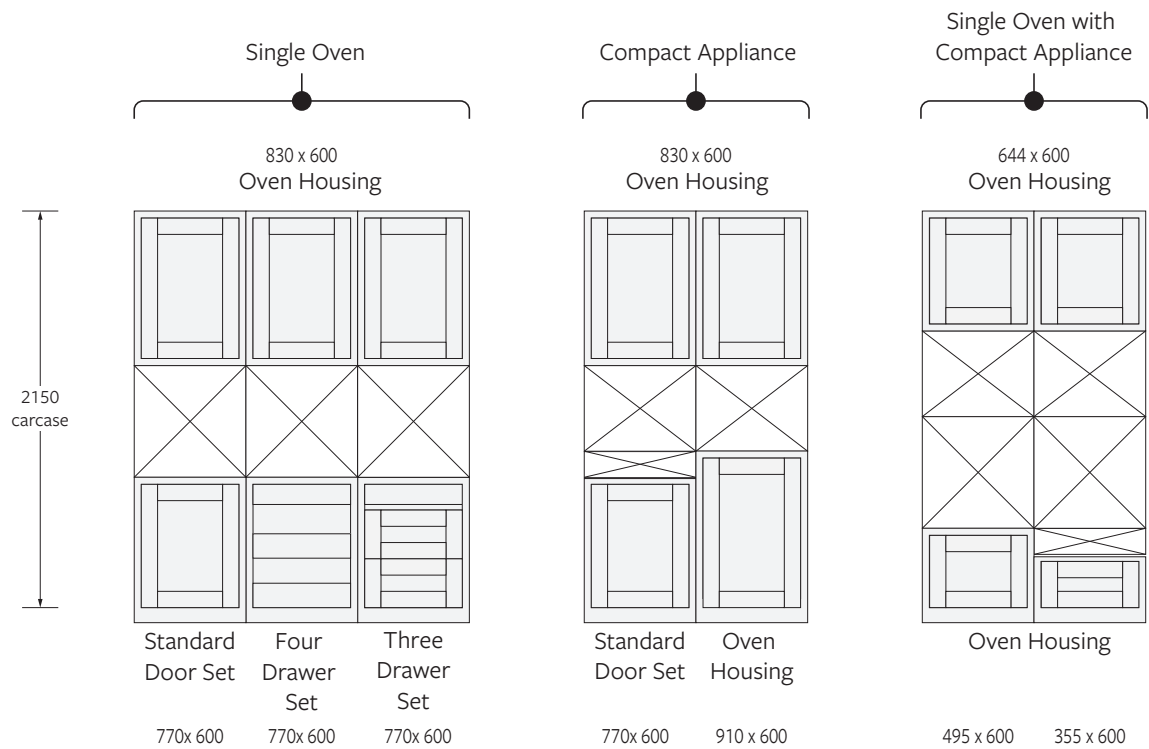 Single Oven
Compact Appliance
Single Oven with
Compact Appliance
830 x 600
Oven Housing
830 x 600
Oven Housing
644 x 600
Oven Housing
2150
carcase
Standard
Door Set
Four
Drawer
Set
Three
Drawer
Set
Standard
Door Set
Oven
Housing
Oven Housing
770x 600
770x 600
770x 600
770x 600
910 x 600
495 x 600
355 x 600